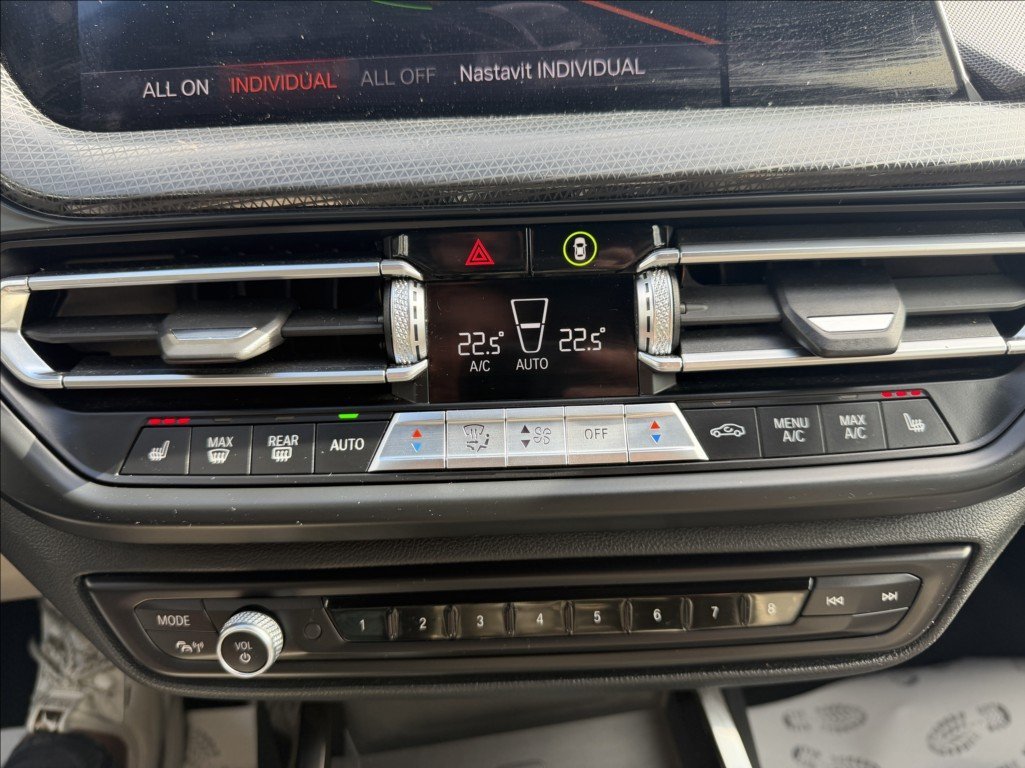 ALL ON INDIVIDUAL ALL OFF Nastavit INDIVIDUAL
22.5° 22.5°
A/C AUTO
MAX REAR AUTO OFF MENU A/C MAX A/C
MODE VOL 1 2 3 4 5 6 7 8